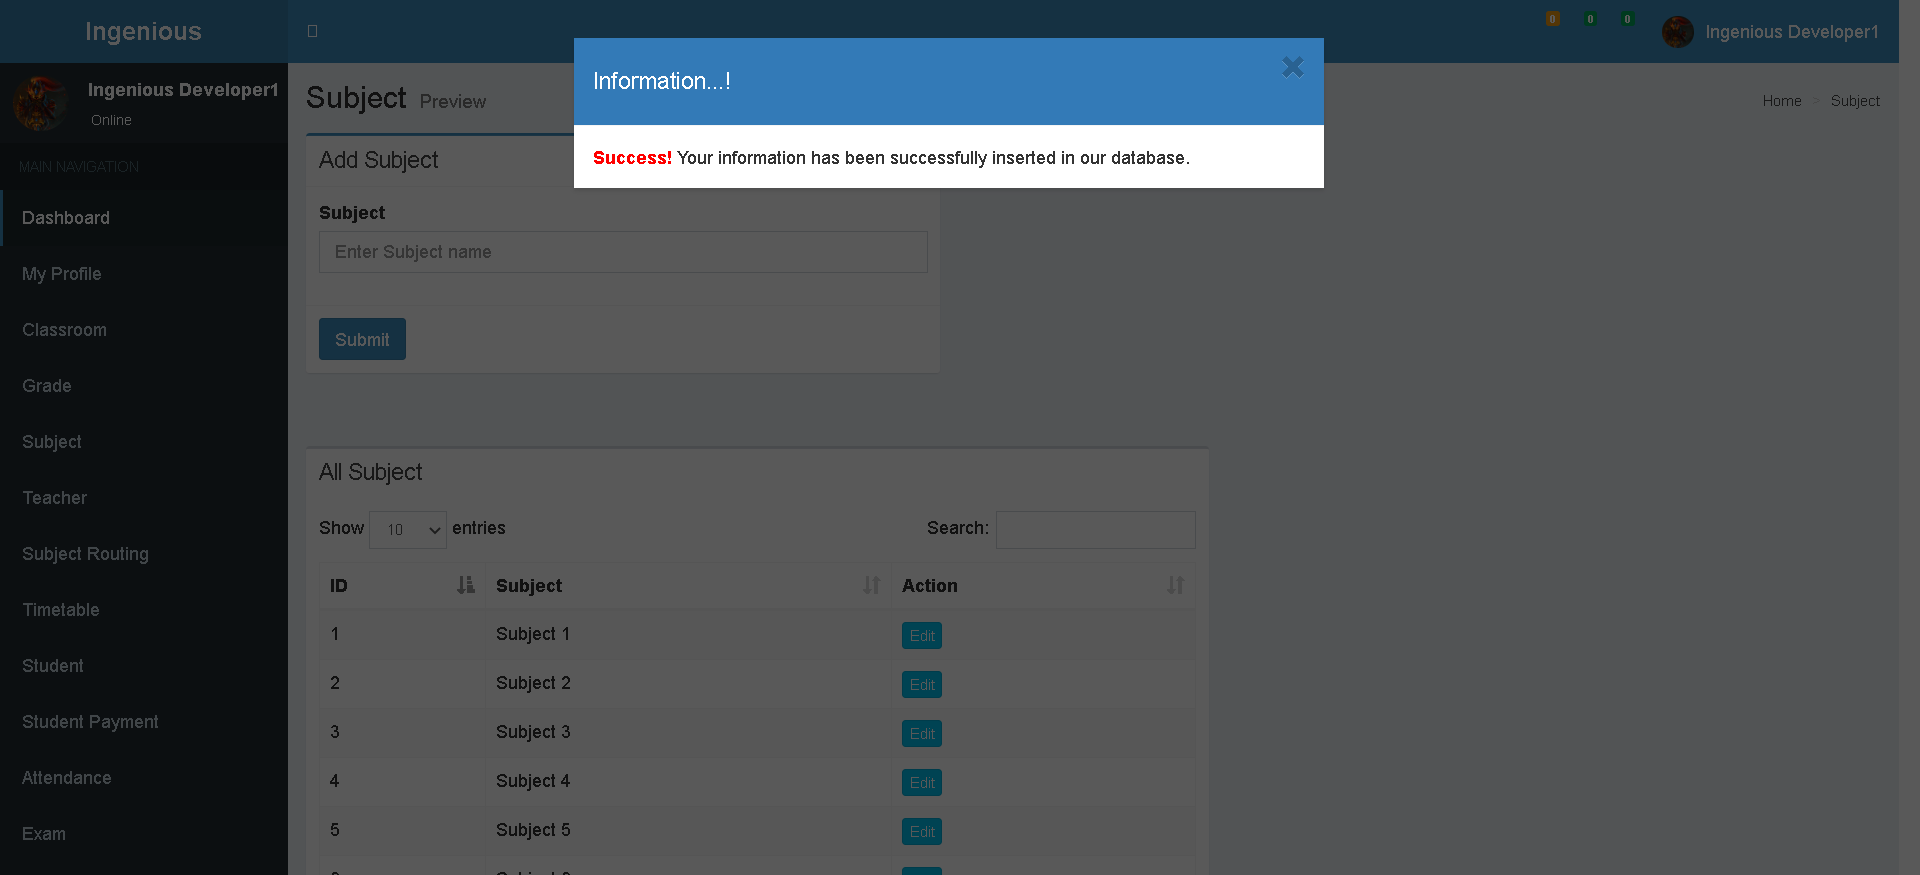 Ingenious
0
0
0
Ingenious Developer1
Ingenious Developer1
Online
MAIN NAVIGATION
Dashboard
My Profile
Classroom
Grade
Subject
Teacher
Subject Routing
Timetable
Student
Student Payment
Attendance
Exam
Subject Preview
Home > Subject
Information...!
Success! Your information has been successfully inserted in our database.
Add Subject
Subject
Enter Subject name
Submit
All Subject
Show 10 entries
Search:
ID Subject Action
1 Subject 1 Edit
2 Subject 2 Edit
3 Subject 3 Edit
4 Subject 4 Edit
5 Subject 5 Edit